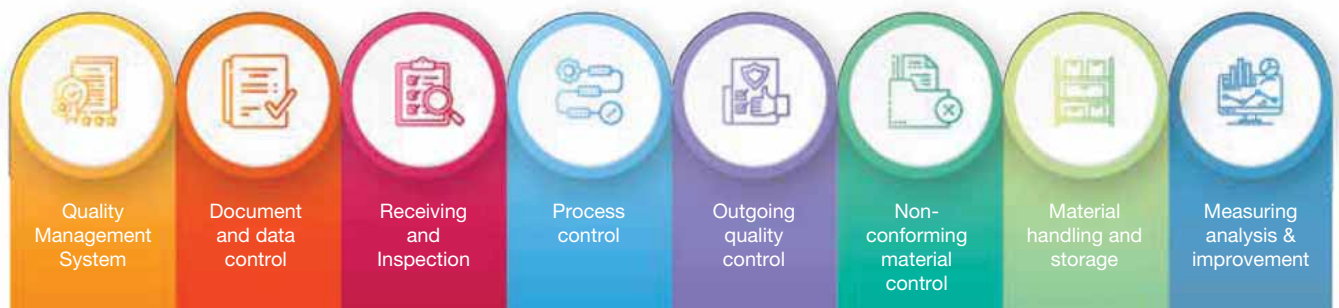 Quality
Management
System
Document
and data
control
Receiving
and
Inspection
Process
control
Outgoing
quality
control
Non-
conforming
material
control
Material
handling and
storage
Measuring
analysis &
improvement